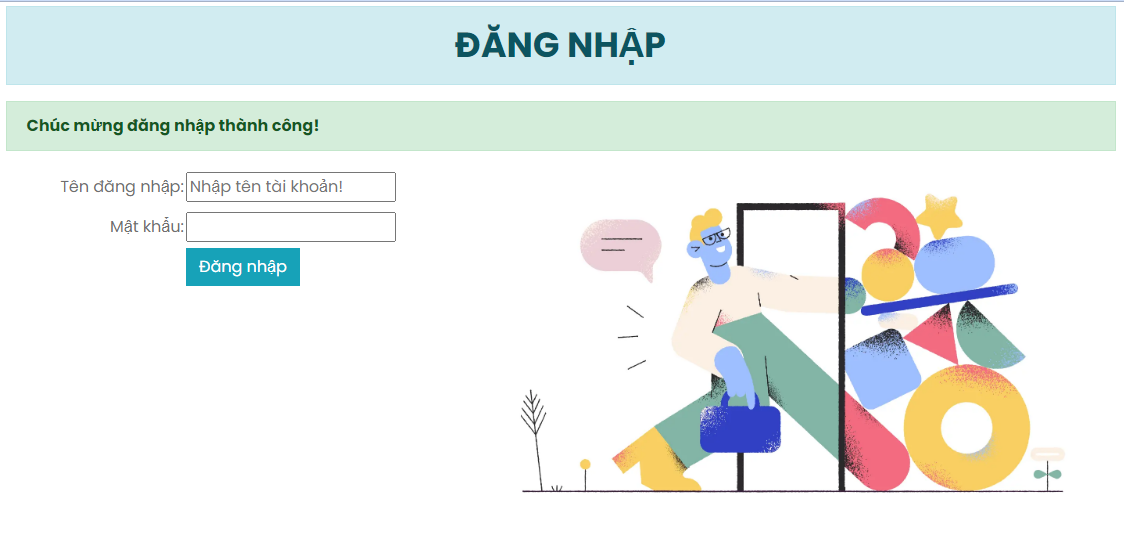 ĐĂNG NHẬP
Chúc mừng đăng nhập thành công!
Tên đăng nhập: Nhập tên tài khoản!
Mật khẩu:
Đăng nhập